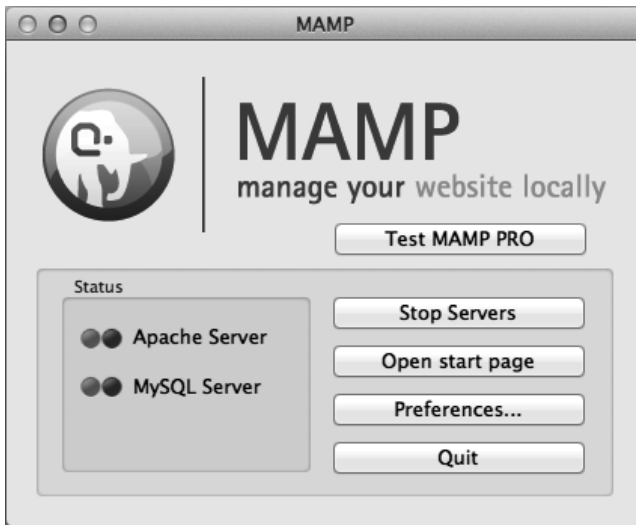 MAMP
MAMP
manage your website locally
Test MAMP PRO
Status
Apache Server
MySQL Server
Stop Servers
Open start page
Preferences...
Quit